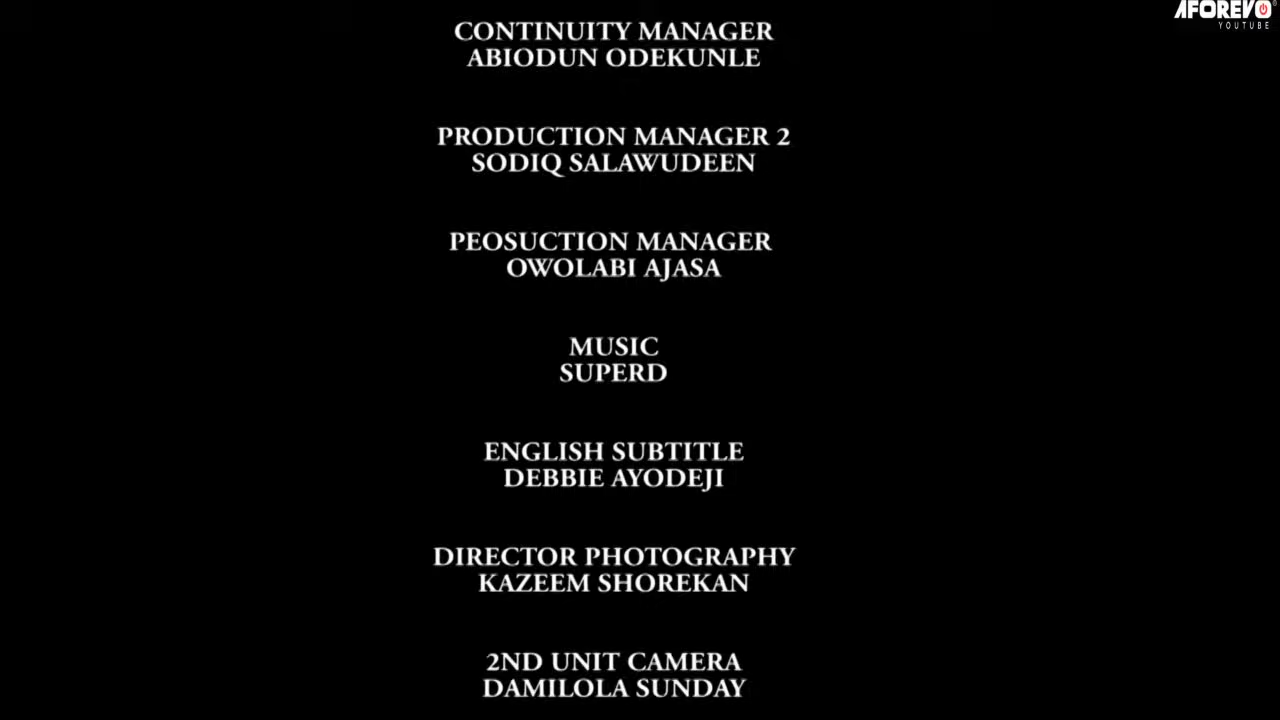 AFOREVO
YOUTUBE
CONTINUITY MANAGER
ABIODUN ODEKUNLE
PRODUCTION MANAGER 2
SODIQ SALAWUDEEN
PEOSUCTION MANAGER
OWOLABI AJASA
MUSIC
SUPERD
ENGLISH SUBTITLE
DEBBIE AYODEJI
DIRECTOR PHOTOGRAPHY
KAZEEM SHOREKAN
2ND UNIT CAMERA
DAMILOLA SUNDAY